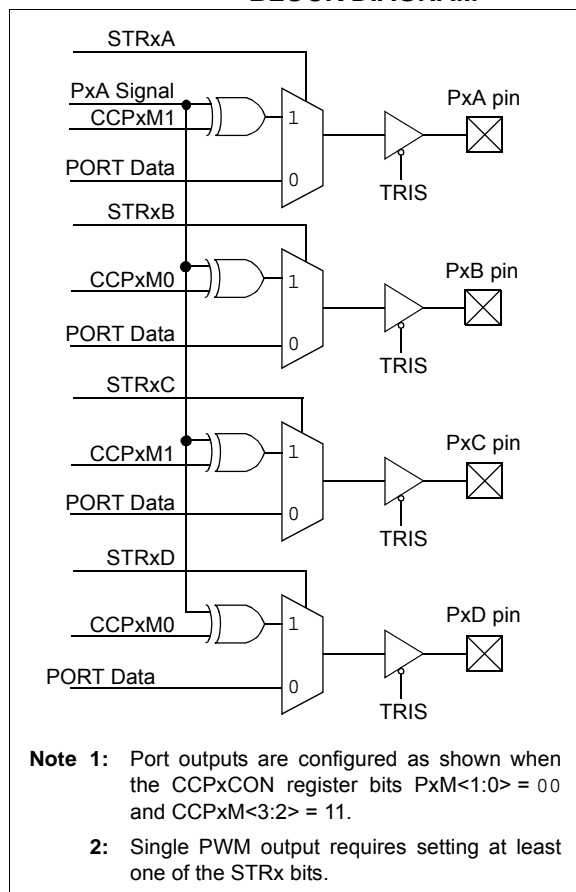 STRxA
PxA Signal
PxA pin
CCPxM1
1
PORT Data
0
TRIS
STRxB
PxB pin
CCPxM0
1
PORT Data
0
TRIS
STRxC
PxC pin
CCPxM1
1
PORT Data
0
TRIS
STRxD
PxD pin
CCPxM0
1
PORT Data
0
TRIS
Note 1: Port outputs are configured as shown when
the CCPxCON register bits PxM<1:0> = 00
and CCPxM<3:2> = 11.
2: Single PWM output requires setting at least
one of the STRx bits.